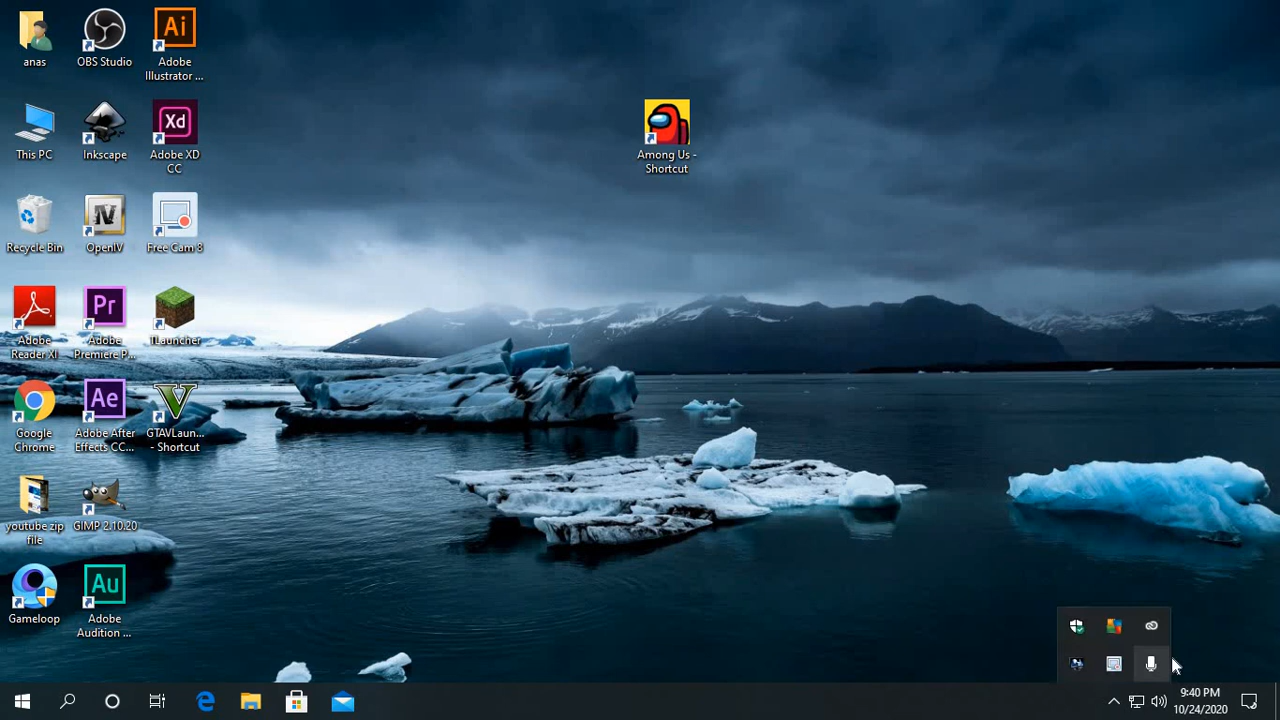 anas
OBS Studio
Ai
Adobe
Illustrator ...
This PC
Inkscape
Xd
Adobe XD
CC
Among Us -
Shortcut
Recycle Bin
IV
OpenIV
Free Cam 8
Adobe
Reader XI
Pr
Adobe
Premiere P...
TLauncher
Google
Chrome
Ae
Adobe After
Effects CC...
V
GTAVLaun...
- Shortcut
youtube zip
file
GIMP 2.10.20
Gameloop
Au
Adobe
Audition ...
9:40 PM
10/24/2020